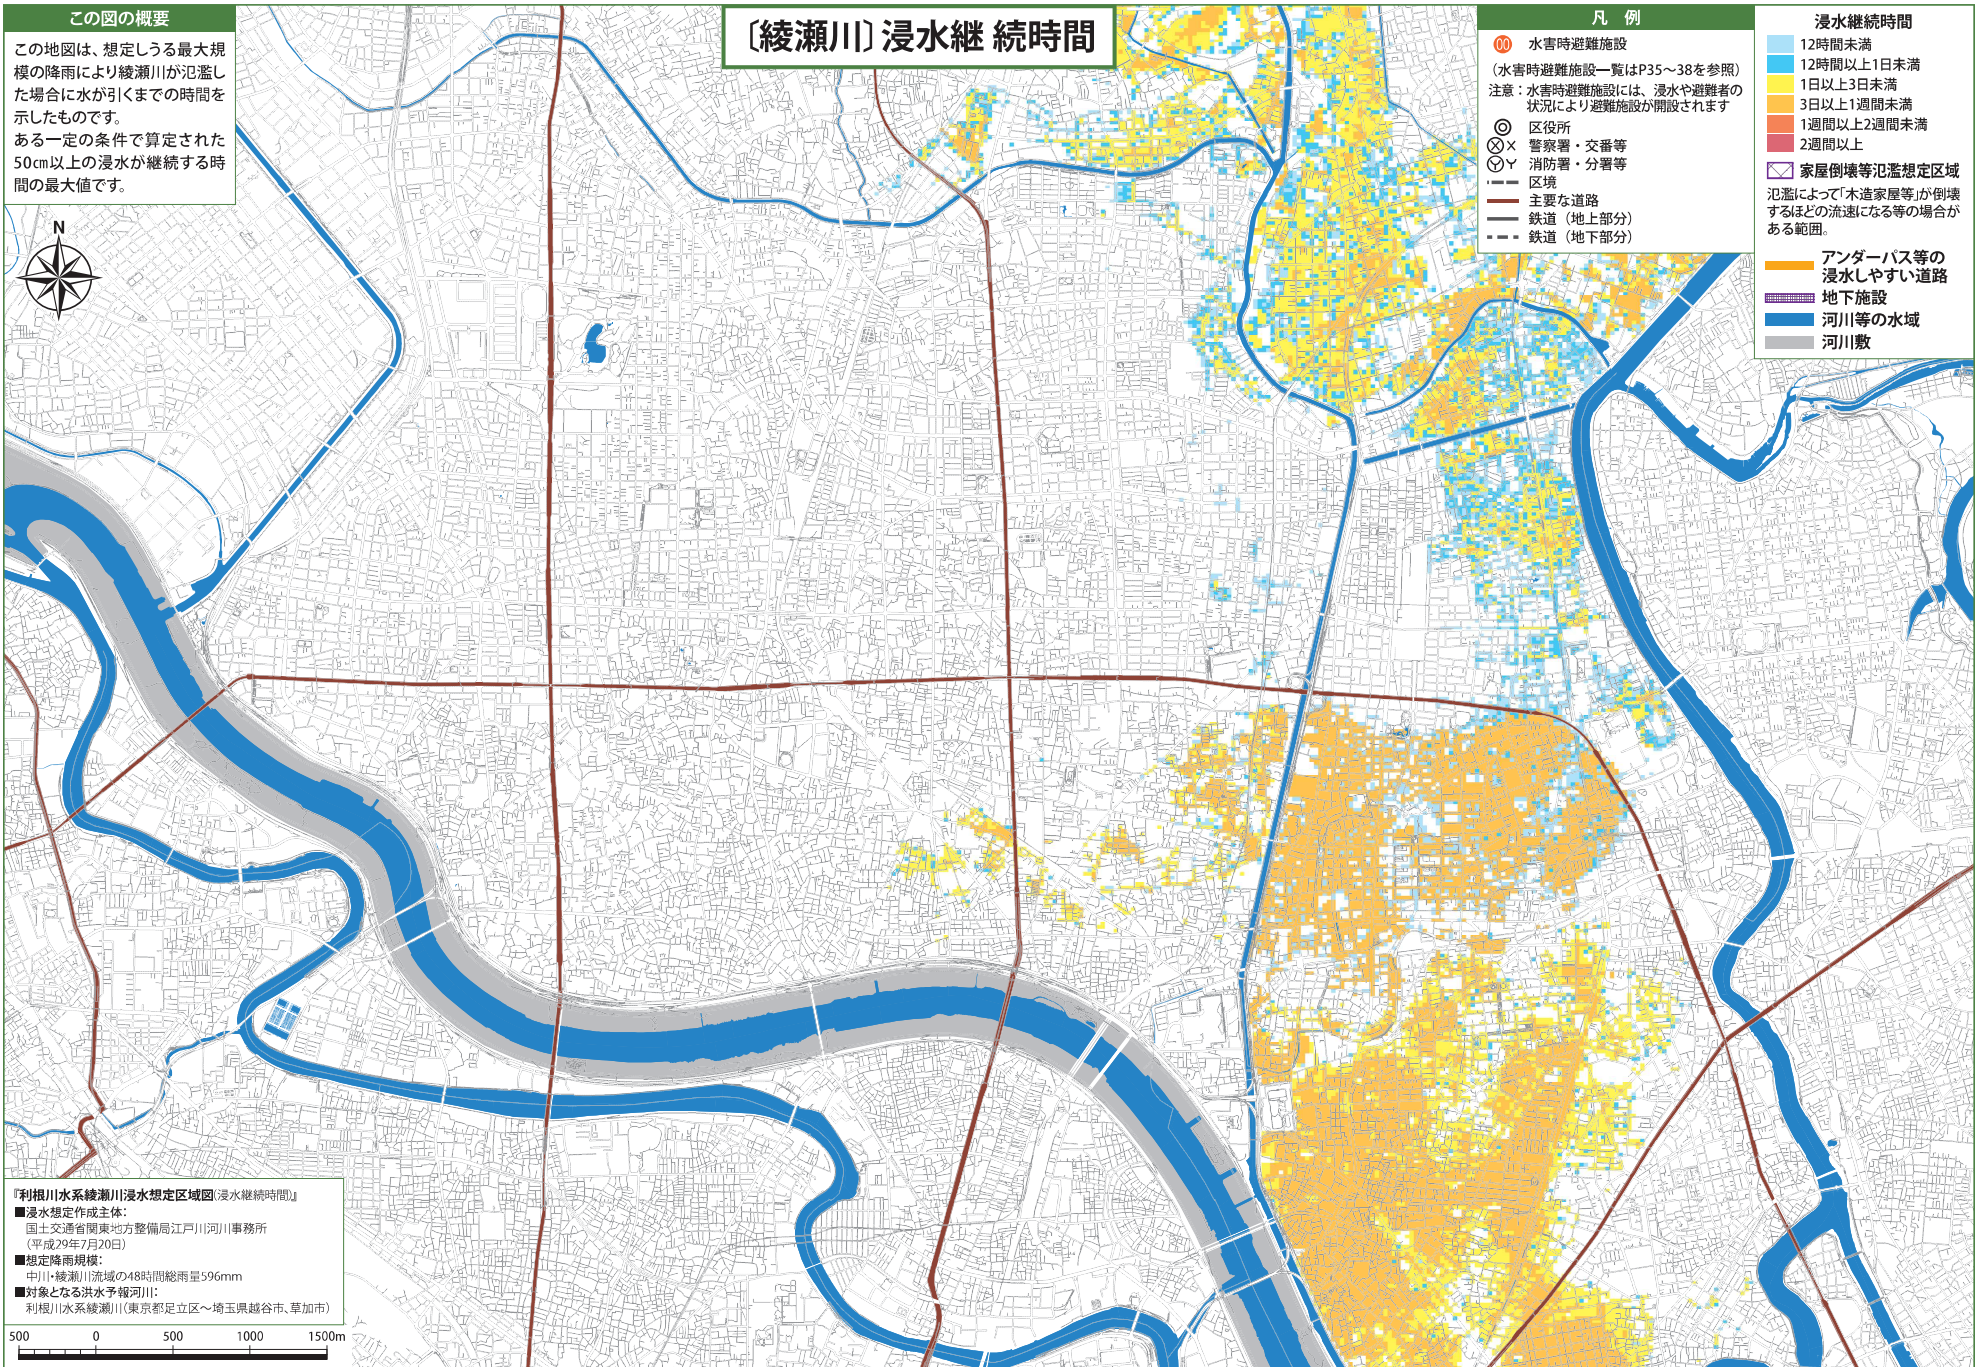 この図の概要
この地図は、想定しうる最大規
模の降雨により綾瀬川が氾濫し
た場合に水が引くまでの時間を
示したものです。
ある一定の条件で算定された
50㎝以上の浸水が継続する時
間の最大値です。
N
〔綾瀬川〕浸水継 続時間
凡 例
00 水害時避難施設
（水害時避難施設一覧はP35～38を参照）
注意：水害時避難施設には、浸水や避難者の
状況により避難施設が開設されます
区役所
警察署・交番等
消防署・分署等
区境
主要な道路
鉄道（地上部分）
鉄道（地下部分）
浸水継続時間
12時間未満
12時間以上1日未満
1日以上3日未満
3日以上1週間未満
1週間以上2週間未満
2週間以上
家屋倒壊等氾濫想定区域
氾濫によって「木造家屋等」が倒壊
するほどの流速になる等の場合が
ある範囲。
アンダーパス等の
浸水しやすい道路
地下施設
河川等の水域
河川敷
『利根川水系綾瀬川浸水想定区域図(浸水継続時間)』
■浸水想定作成主体：
国土交通省関東地方整備局江戸川河川事務所
（平成29年7月20日）
■想定降雨規模：
中川・綾瀬川流域の48時間総雨量596mm
■対象となる洪水予報河川：
利根川水系綾瀬川（東京都足立区～埼玉県越谷市、草加市）
500 0 500 1000 1500m